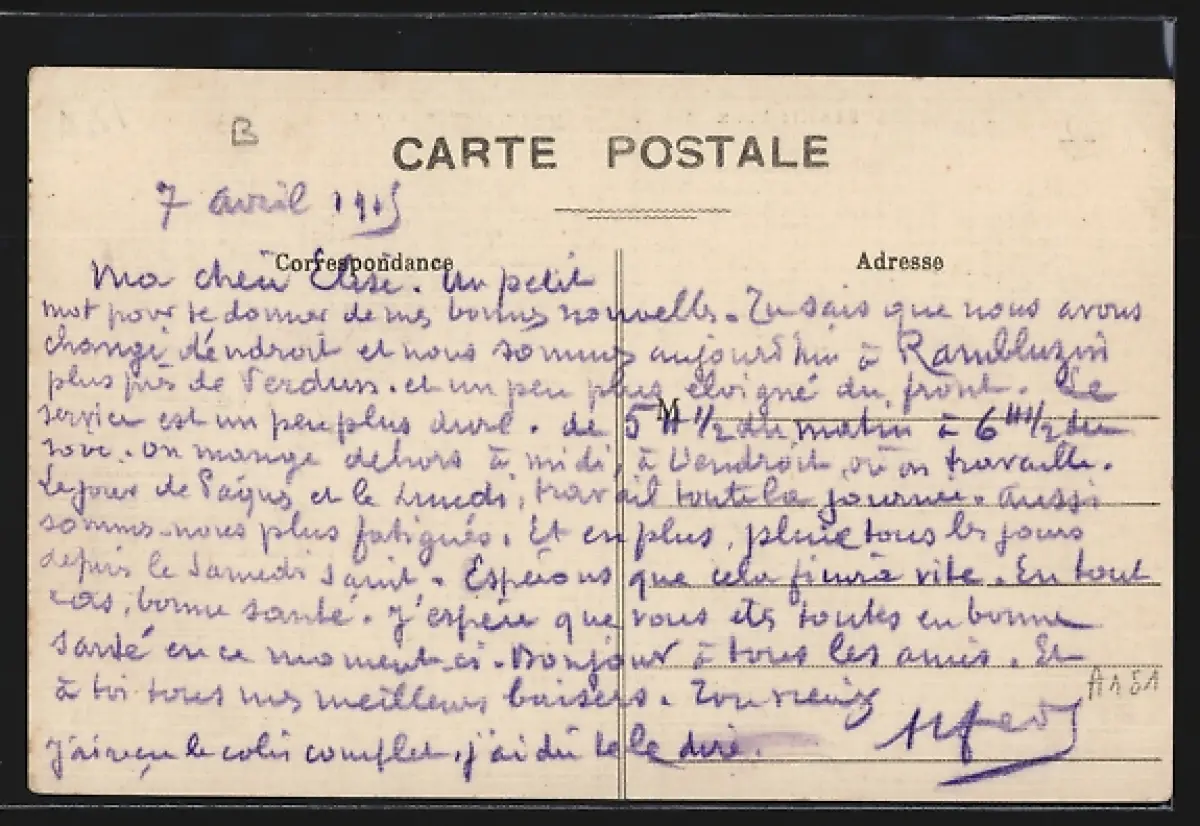 B
CARTE POSTALE
7 avril 1915
Correspondance
Adresse
Ma chère Élise. Un petit
mot pour te donner de mes bonnes nouvelles. Tu sais que nous avons
changé d'endroit et nous sommes aujourd'hui à Rambluzin
plus près de Verdun. et un peu plus éloigné du front. Le
M
service est un peu plus dure. de 5 H 1/2 du matin à 6 H 1/2 du
soir. On mange dehors à midi, à l'endroit où on travaille.
Le jour de Pâques et le Lundi, travail toute la journée. Aussi
sommes-nous plus fatigués. Et en plus, pluie tous les jours
depuis le Samedi Saint. Espérons que cela finira vite. En tout
cas, bonne santé. J'espère que vous êtes toutes en bonne
santé en ce moment-ci. Bonjour à tous les amis. Et
à toi tous mes meilleurs baisers. Ton vieux
A151
Alfred
J'ai reçu le colis complet, j'ai dû te le dire.